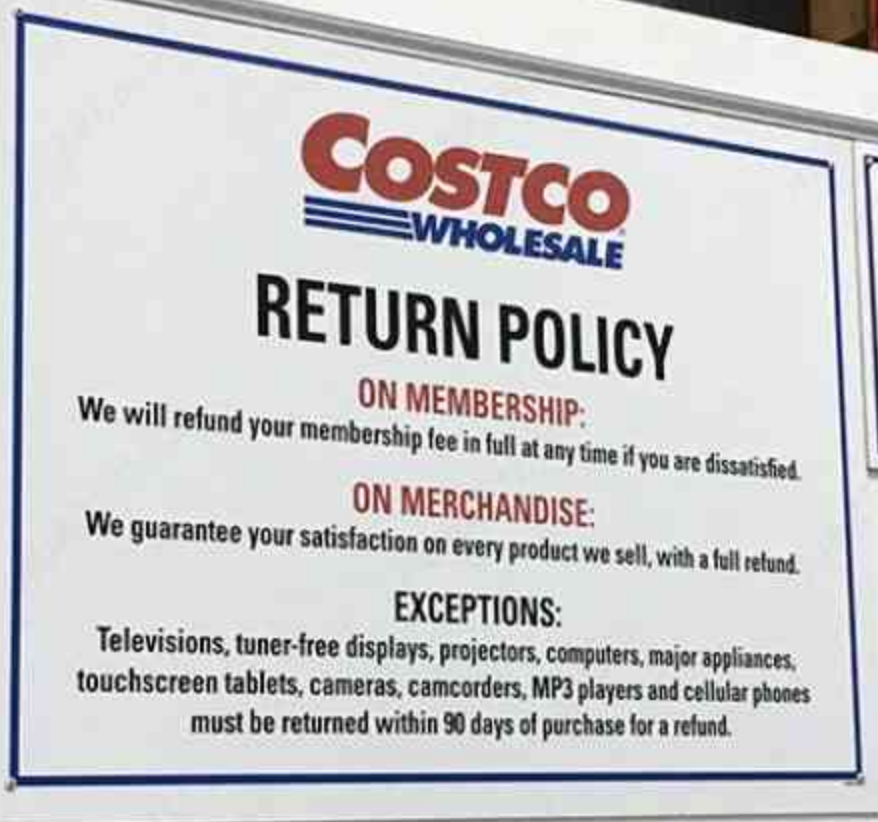 COSTCO
WHOLESALE
RETURN POLICY
ON MEMBERSHIP:
We will refund your membership fee in full at any time if you are dissatisfied.
ON MERCHANDISE:
We guarantee your satisfaction on every product we sell, with a full refund.
EXCEPTIONS:
Televisions, tuner-free displays, projectors, computers, major appliances,
touchscreen tablets, cameras, camcorders, MP3 players and cellular phones
must be returned within 90 days of purchase for a refund.